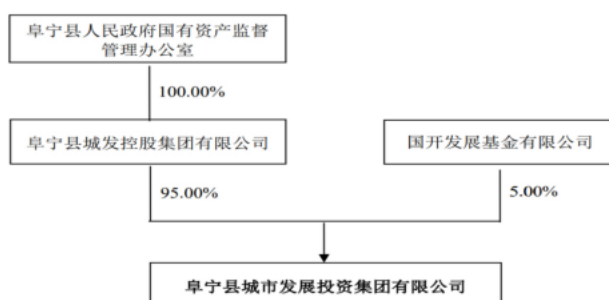 阜宁县人民政府国有资产监督
管理办公室
100.00%
阜宁县城发控股集团有限公司
国开发展基金有限公司
95.00%
5.00%
阜宁县城市发展投资集团有限公司